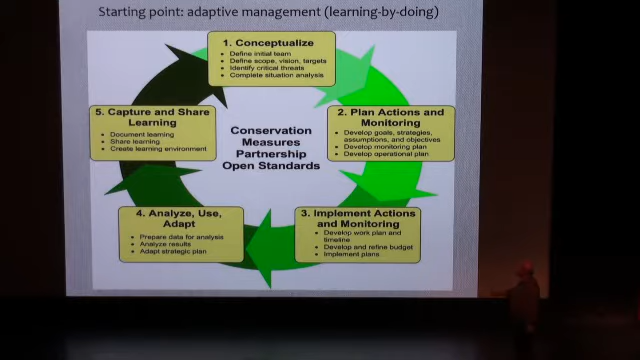 Starting point: adaptive management (learning-by-doing)
1. Conceptualize
• Define initial team
• Define scope, vision, targets
• Identify critical threats
• Complete situation analysis
2. Plan Actions and
Monitoring
• Develop goals, strategies,
assumptions, and objectives
• Develop monitoring plan
• Develop operational plan
3. Implement Actions
and Monitoring
• Develop work plan and
timeline
• Develop and refine budget
• Implement plans
4. Analyze, Use,
Adapt
• Prepare data for analysis
• Analyze results
• Adapt strategic plan
5. Capture and Share
Learning
• Document learning
• Share learning
• Create learning environment
Conservation
Measures
Partnership
Open Standards